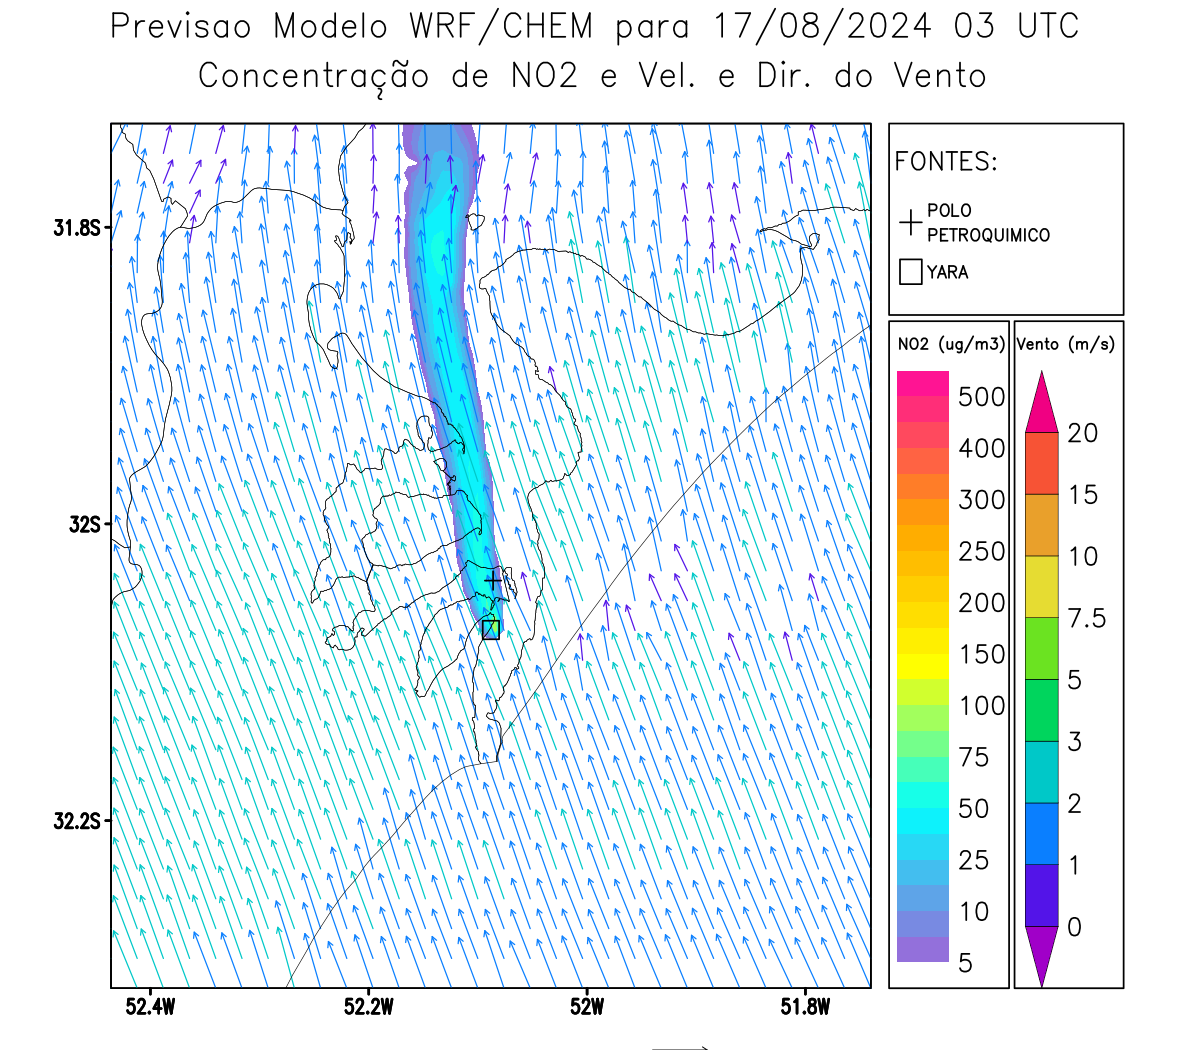 Previsao Modelo WRF/CHEM para 17/08/2024 03 UTC
Concentração de NO2 e Vel. e Dir. do Vento
FONTES:
POLO
PETROQUIMICO
YARA
NO2 (ug/m3)
500
400
300
250
200
150
100
75
50
25
10
5
Vento (m/s)
20
15
10
7.5
5
3
2
1
0
31.8S
32S
32.2S
52.4W
52.2W
52W
51.8W